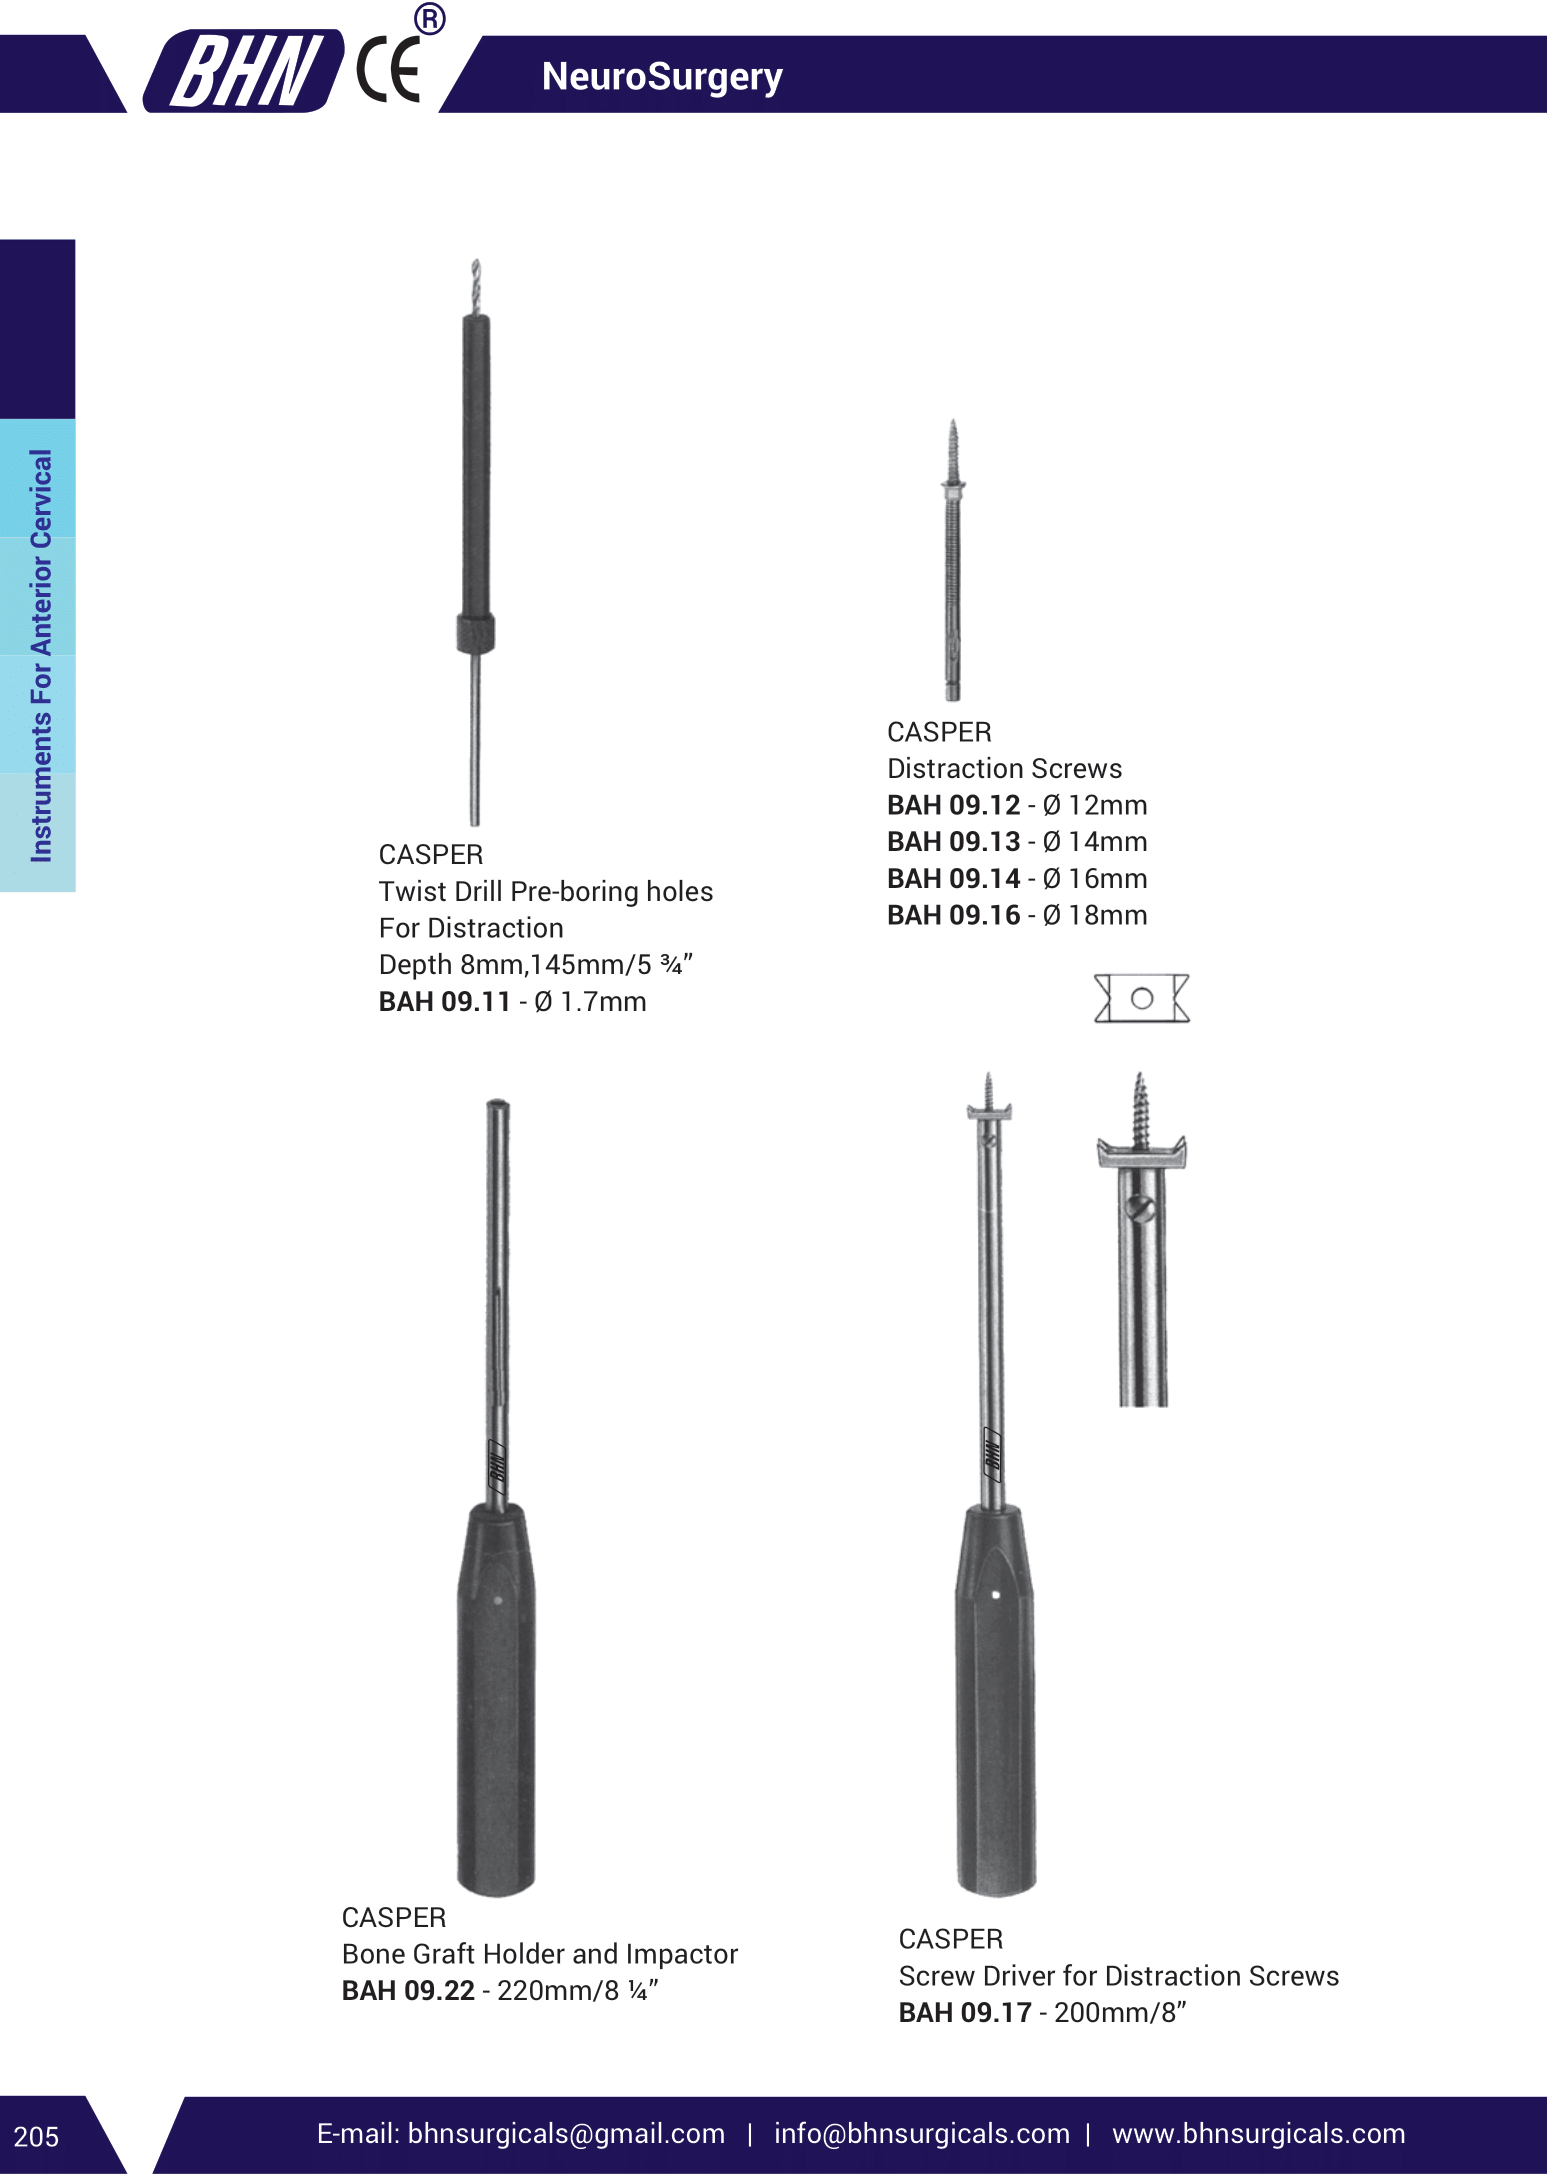 BHN CE ®
NeuroSurgery
Instruments For Anterior Cervical
CASPER
Twist Drill Pre-boring holes
For Distraction
Depth 8mm,145mm/5 ¾”
BAH 09.11 - Ø 1.7mm
CASPER
Distraction Screws
BAH 09.12 - Ø 12mm
BAH 09.13 - Ø 14mm
BAH 09.14 - Ø 16mm
BAH 09.16 - Ø 18mm
BHN
BHN
CASPER
Bone Graft Holder and Impactor
BAH 09.22 - 220mm/8 ¼”
CASPER
Screw Driver for Distraction Screws
BAH 09.17 - 200mm/8”
205
E-mail: bhnsurgicals@gmail.com | info@bhnsurgicals.com | www.bhnsurgicals.com